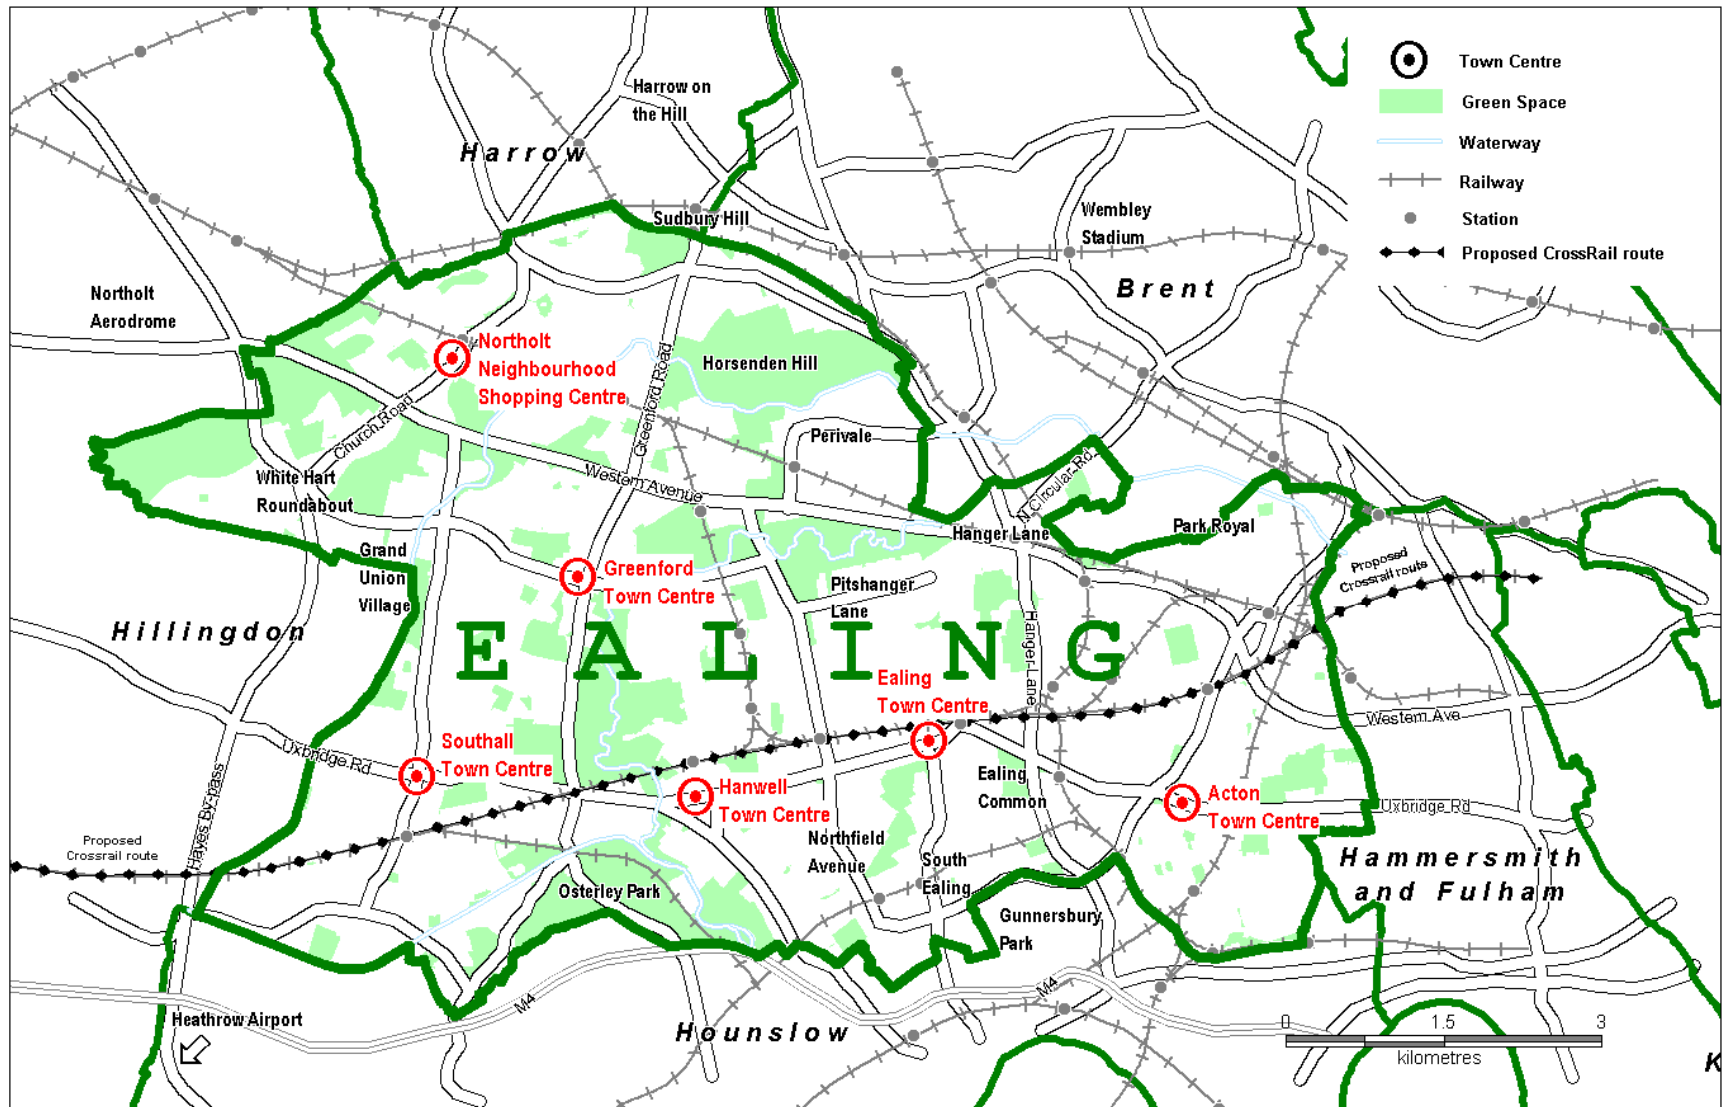 Harrow on
the Hill
Harrow
Town Centre
Green Space
Waterway
Railway
Station
Proposed CrossRail route
Sudbury Hill
Wembley
Stadium
Brent
Northolt
Aerodrome
Northolt
Neighbourhood
Shopping Centre
Horsenden Hill
Greenford Road
Church Road
Perivale
White Hart
Roundabout
Western Avenue
N Circular Rd
Hanger Lane
Park Royal
Grand
Union
Village
Greenford
Town Centre
Pitshanger
Lane
Proposed
Crossrail route
Hillingdon
EALING
Hanger Lane
Ealing
Town Centre
Western Ave
Uxbridge Rd
Southall
Town Centre
Hayes By-pass
Hanwell
Town Centre
Ealing
Common
Acton
Town Centre
Uxbridge Rd
Proposed
Crossrail route
Northfield
Avenue
South
Ealing
Hammersmith
and Fulham
Osterley Park
Gunnersbury
Park
M4
M4
Heathrow Airport
Hounslow
0 1.5 3
kilometres
K